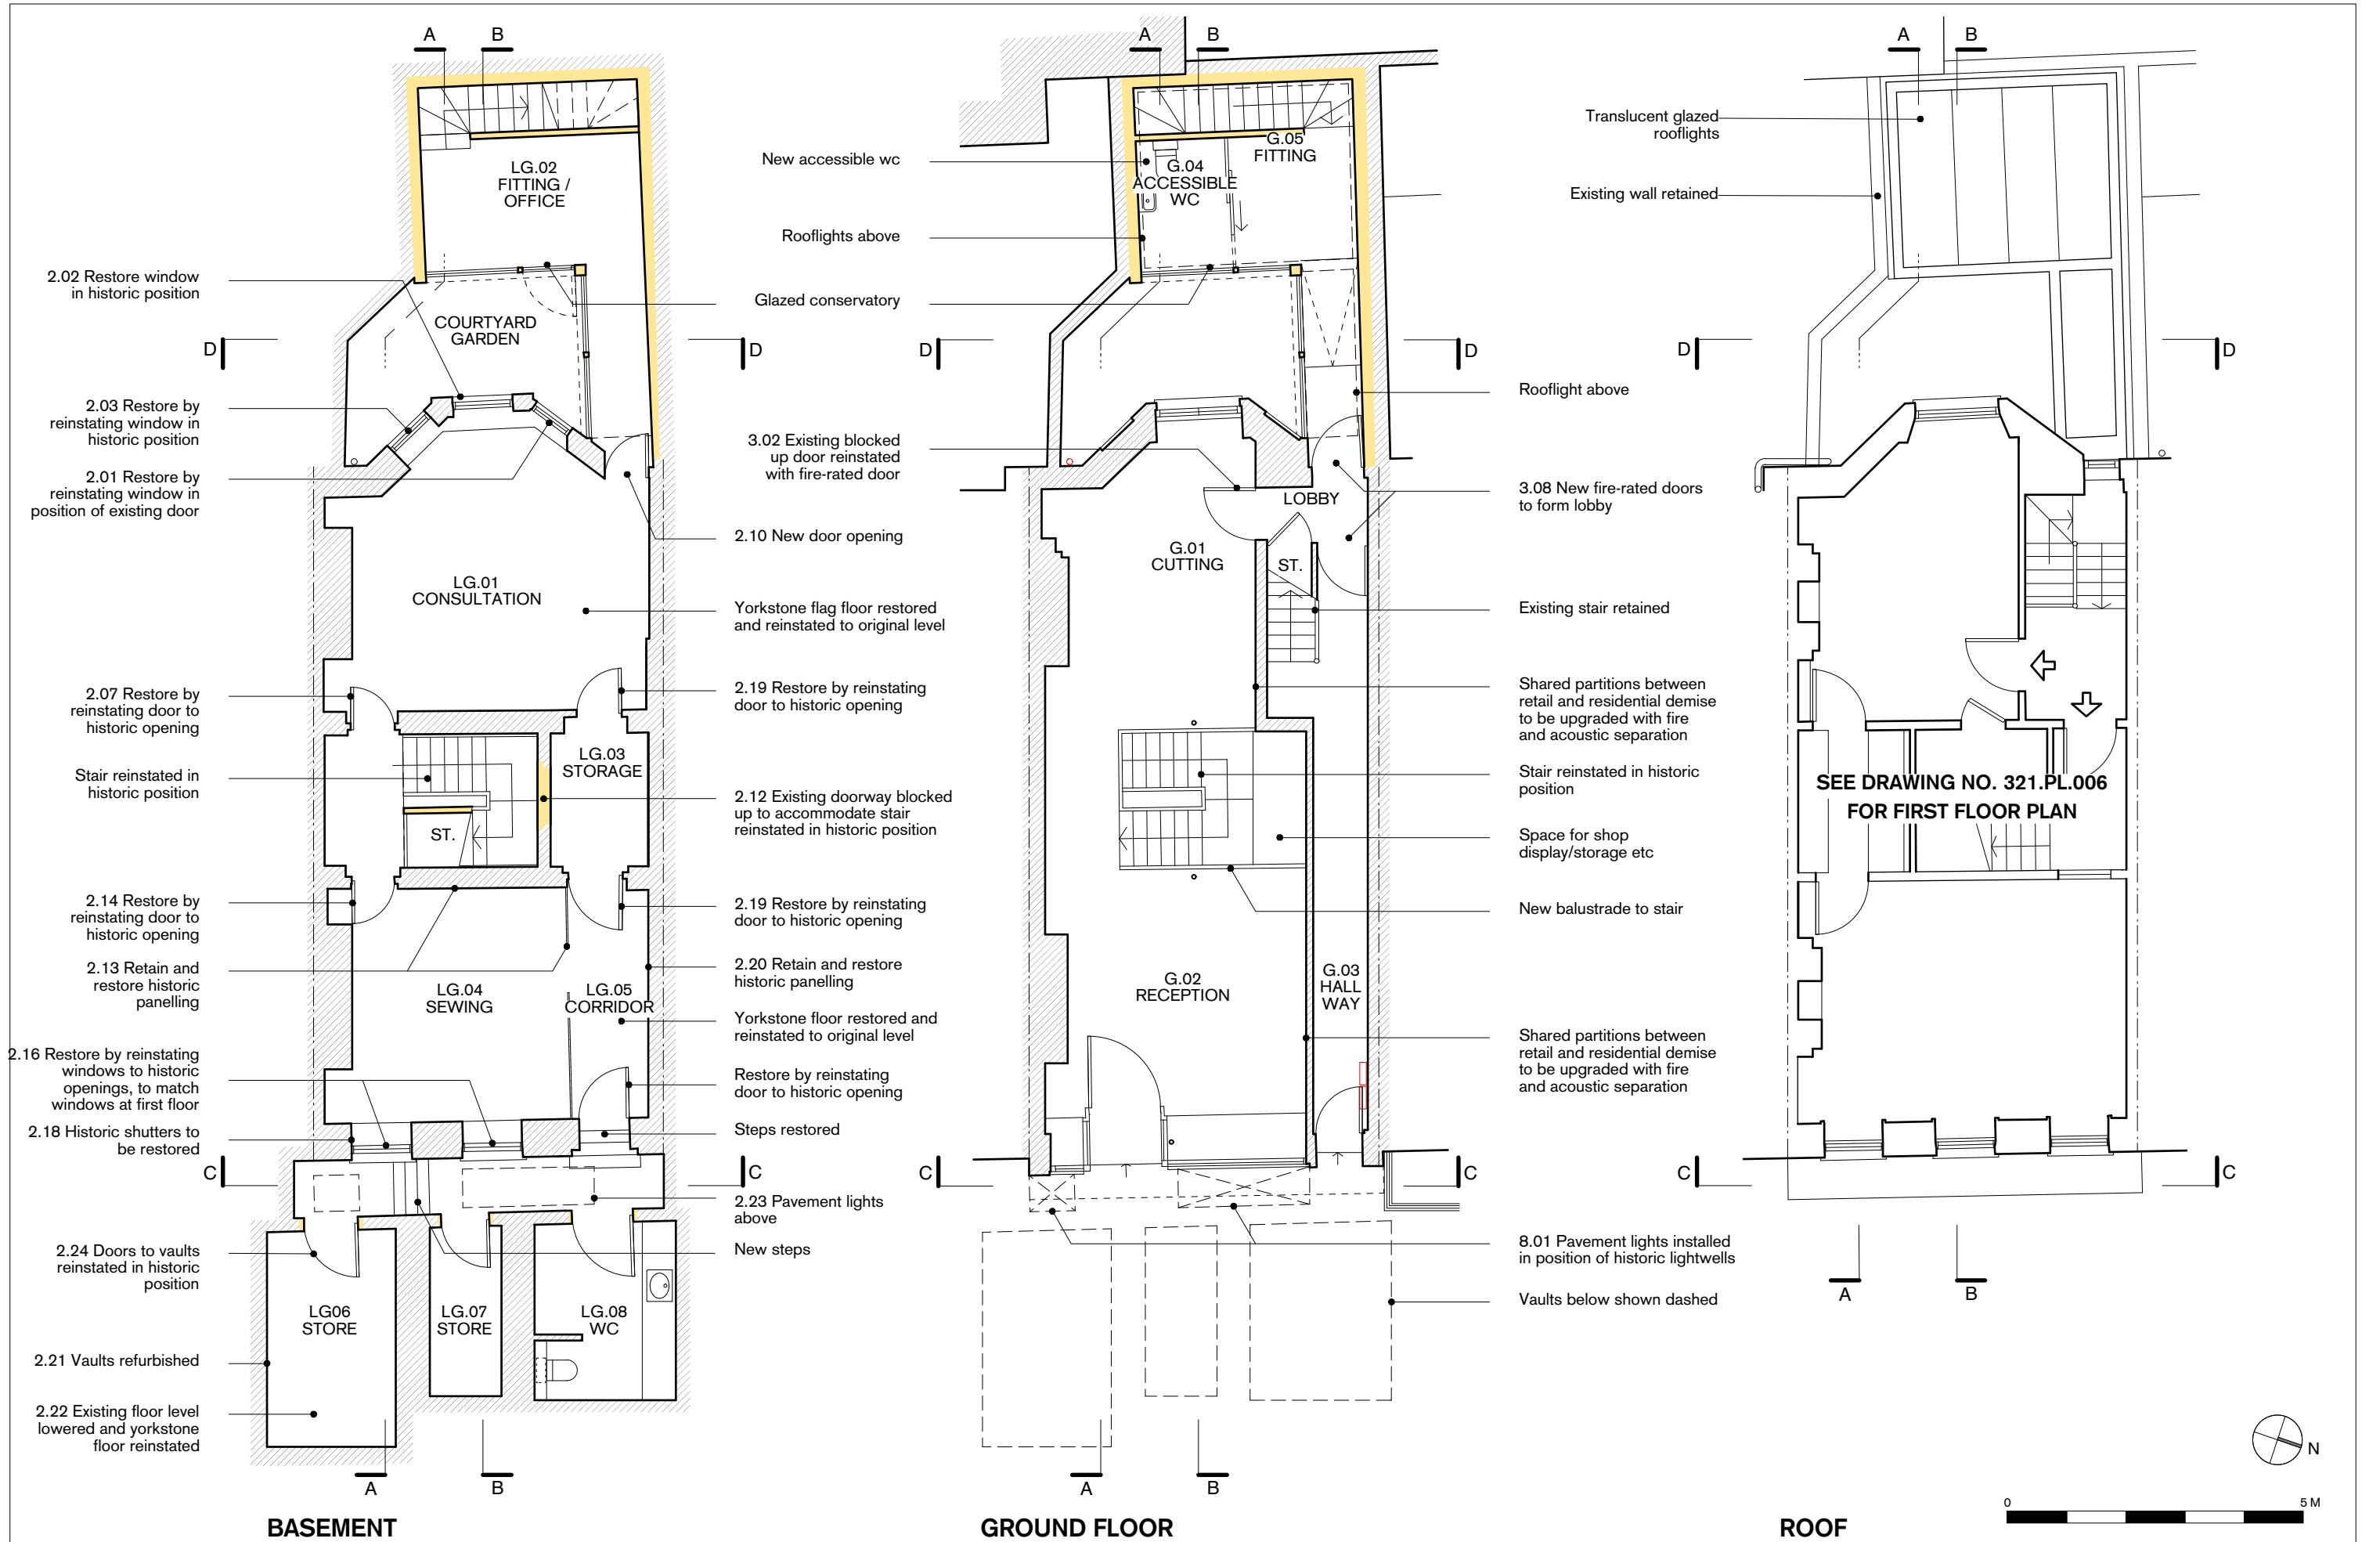 A
B
LG.02
FITTING /
OFFICE
2.02 Restore window
in historic position
COURTYARD
GARDEN
D
D
2.03 Restore by
reinstating window in
historic position
2.01 Restore by
reinstating window in
position of existing door
2.10 New door opening
LG.01
CONSULTATION
Yorkstone flag floor restored
and reinstated to original level
2.07 Restore by
reinstating door to
historic opening
2.19 Restore by reinstating
door to historic opening
LG.03
STORAGE
Stair reinstated in
historic position
2.12 Existing doorway blocked
up to accommodate stair
reinstated in historic position
ST.
2.14 Restore by
reinstating door to
historic opening
2.19 Restore by reinstating
door to historic opening
2.13 Retain and
restore historic
panelling
2.20 Retain and restore
historic panelling
LG.04
SEWING
LG.05
CORRIDOR
Yorkstone floor restored and
reinstated to original level
2.16 Restore by reinstating
windows to historic
openings, to match
windows at first floor
Restore by reinstating
door to historic opening
2.18 Historic shutters to
be restored
Steps restored
C
C
2.23 Pavement lights
above
New steps
2.24 Doors to vaults
reinstated in historic
position
LG06
STORE
LG.07
STORE
LG.08
WC
2.21 Vaults refurbished
2.22 Existing floor level
lowered and yorkstone
floor reinstated
A
B
BASEMENT
A
B
New accessible wc
G.05
FITTING
G.04
ACCESSIBLE
WC
Rooflights above
Glazed conservatory
D
D
Rooflight above
3.02 Existing blocked
up door reinstated
with fire-rated door
LOBBY
3.08 New fire-rated doors
to form lobby
G.01
CUTTING
ST.
Existing stair retained
Shared partitions between
retail and residential demise
to be upgraded with fire
and acoustic separation
Stair reinstated in historic
position
Space for shop
display/storage etc
New balustrade to stair
G.02
RECEPTION
G.03
HALL
WAY
Shared partitions between
retail and residential demise
to be upgraded with fire
and acoustic separation
C
C
8.01 Pavement lights installed
in position of historic lightwells
Vaults below shown dashed
A
B
GROUND FLOOR
A
B
Translucent glazed
rooflights
Existing wall retained
D
D
SEE DRAWING NO. 321.PL.006
FOR FIRST FLOOR PLAN
C
C
A
B
N
0
5 M
ROOF